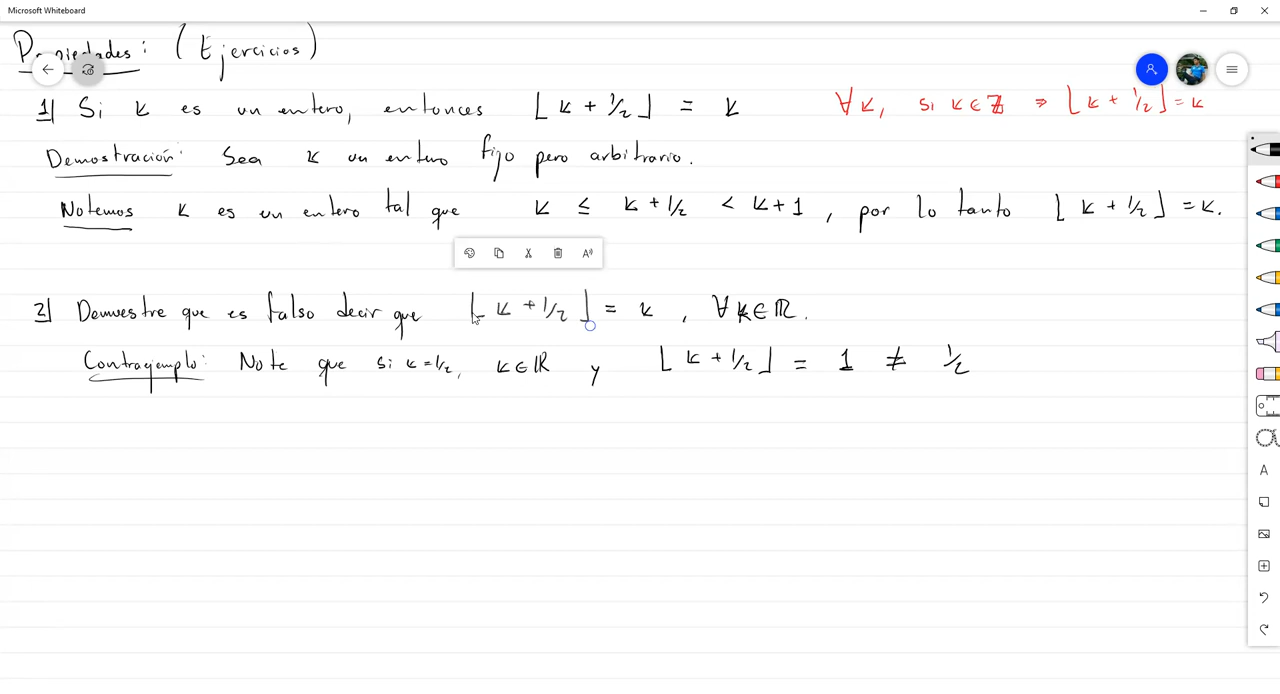 Microsoft Whiteboard
Propiedades: (Ejercicios)
1) Si k es un entero, entonces ⌊k + 1/2⌋ = k ∀k, si k ∈ ℤ ⇒ ⌊k + 1/2⌋ = k
Demostración: Sea k un entero fijo pero arbitrario.
Notemos k es un entero tal que k ≤ k + 1/2 < k + 1, por lo tanto ⌊k + 1/2⌋ = k.
2) Demuestre que es falso decir que ⌊k + 1/2⌋ = k, ∀k ∈ ℝ.
Contraejemplo: Note que si k = 1/2, k ∈ ℝ y ⌊k + 1/2⌋ = 1 ≠ 1/2